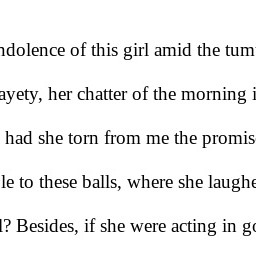 ndolence of this girl amid the tum
ayety, her chatter of the morning i
had she torn from me the promis
le to these balls, where she laughe
l? Besides, if she were acting in go